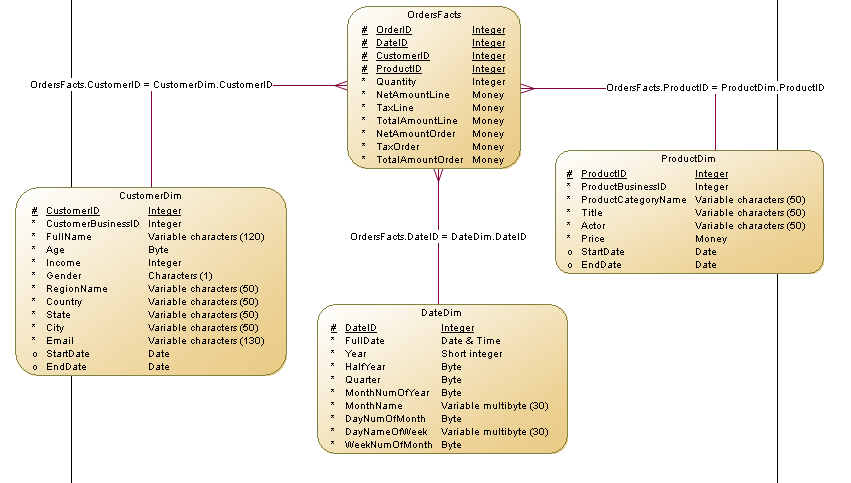 OrdersFacts
# OrderID Integer
# DateID Integer
# CustomerID Integer
# ProductID Integer
* Quantity Integer
* NetAmountLine Money
* TaxLine Money
* TotalAmountLine Money
* NetAmountOrder Money
* TaxOrder Money
* TotalAmountOrder Money
OrdersFacts.CustomerID = CustomerDim.CustomerID
OrdersFacts.ProductID = ProductDim.ProductID
ProductDim
# ProductID Integer
* ProductBusinessID Integer
* ProductCategoryName Variable characters (50)
* Title Variable characters (50)
* Actor Variable characters (50)
* Price Money
o StartDate Date
o EndDate Date
CustomerDim
# CustomerID Integer
* CustomerBusinessID Integer
* FullName Variable characters (120)
* Age Byte
* Income Integer
* Gender Characters (1)
* RegionName Variable characters (50)
* Country Variable characters (50)
* State Variable characters (50)
* City Variable characters (50)
* Email Variable characters (130)
o StartDate Date
o EndDate Date
OrdersFacts.DateID = DateDim.DateID
DateDim
# DateID Integer
* FullDate Date & Time
* Year Short integer
* HalfYear Byte
* Quarter Byte
* MonthNumOfYear Byte
* MonthName Variable multibyte (30)
* DayNumOfMonth Byte
* DayNameOfWeek Variable multibyte (30)
* WeekNumOfMonth Byte